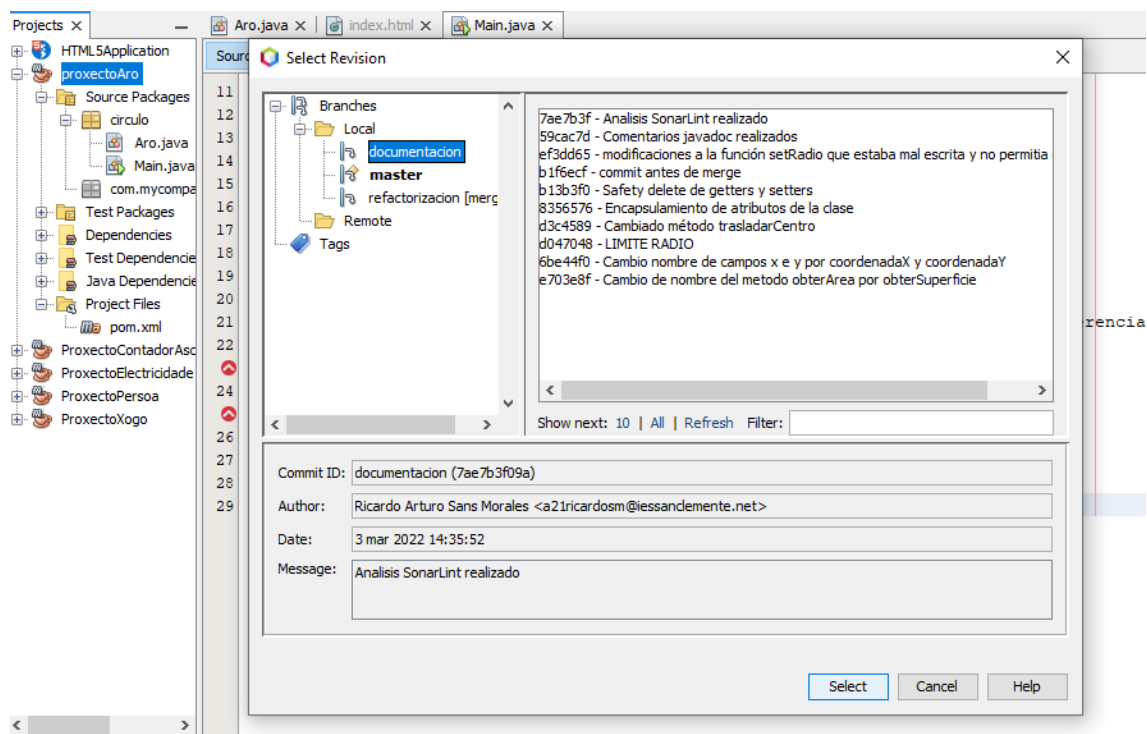 Projects
Aro.java
index.html
Main.java
HTML5Application
proxectoAro
Source Packages
circulo
Aro.java
Main.java
com.mycompa
Test Packages
Dependencies
Test Dependencie
Java Dependencie
Project Files
pom.xml
ProxectoContadorAsc
ProxectoElectricidade
ProxectoPersoa
ProxectoXogo
Sourc
11
12
13
14
15
16
17
18
19
20
21
22
24
26
27
28
29
erencia
Select Revision
Branches
Local
documentacion
master
refactorizacion [merg
Remote
Tags
7ae7b3f - Analisis SonarLint realizado
59cac7d - Comentarios javadoc realizados
ef3dd65 - modificaciones a la función setRadio que estaba mal escrita y no permitia
b1f6ecf - commit antes de merge
b13b3f0 - Safety delete de getters y setters
8356576 - Encapsulamiento de atributos de la clase
d3c4589 - Cambiado método trasladarCentro
d047048 - LIMITE RADIO
6be44f0 - Cambio nombre de campos x e y por coordenadaX y coordenadaY
e703e8f - Cambio de nombre del metodo obterArea por obterSuperficie
Show next: 10 | All | Refresh Filter:
Commit ID: documentacion (7ae7b3f09a)
Author: Ricardo Arturo Sans Morales <a21ricardosm@iessanclemente.net>
Date: 3 mar 2022 14:35:52
Message: Analisis SonarLint realizado
Select Cancel Help